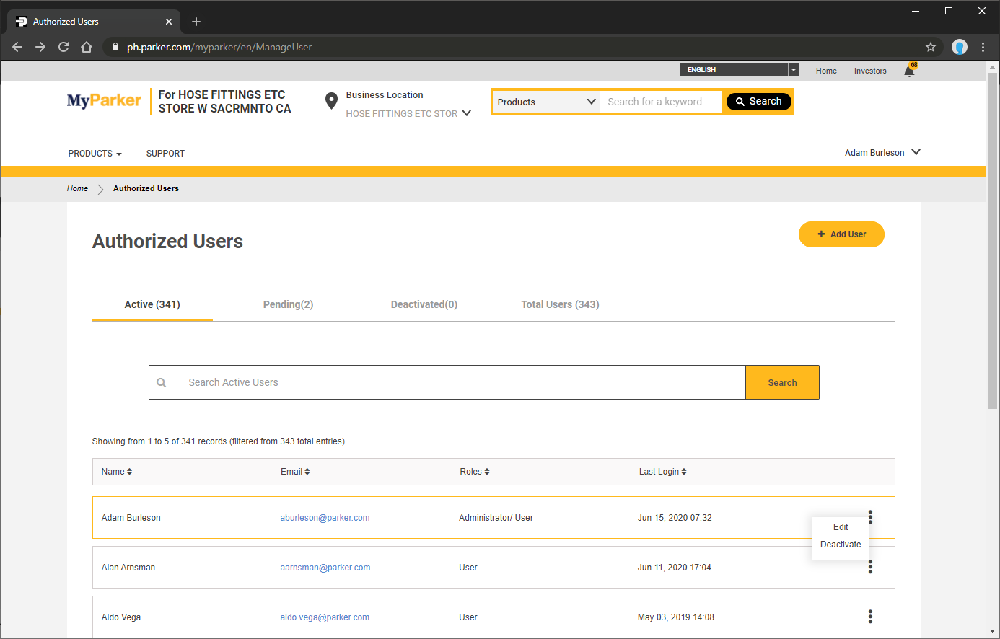 Authorized Users
ph.parker.com/myparker/en/ManageUser
ENGLISH
Home
Investors
68
MyParker
For HOSE FITTINGS ETC
STORE W SACRMNTO CA
Business Location
HOSE FITTINGS ETC STOR
Products
Search for a keyword
Search
PRODUCTS
SUPPORT
Adam Burleson
Home
Authorized Users
Authorized Users
+ Add User
Active (341)
Pending(2)
Deactivated(0)
Total Users (343)
Search Active Users
Search
Showing from 1 to 5 of 341 records (filtered from 343 total entries)
Name Email Roles Last Login
Adam Burleson aburleson@parker.com Administrator/ User Jun 15, 2020 07:32
Edit
Deactivate
Alan Arnsman aarnsman@parker.com User Jun 11, 2020 17:04
Aldo Vega aldo.vega@parker.com User May 03, 2019 14:08